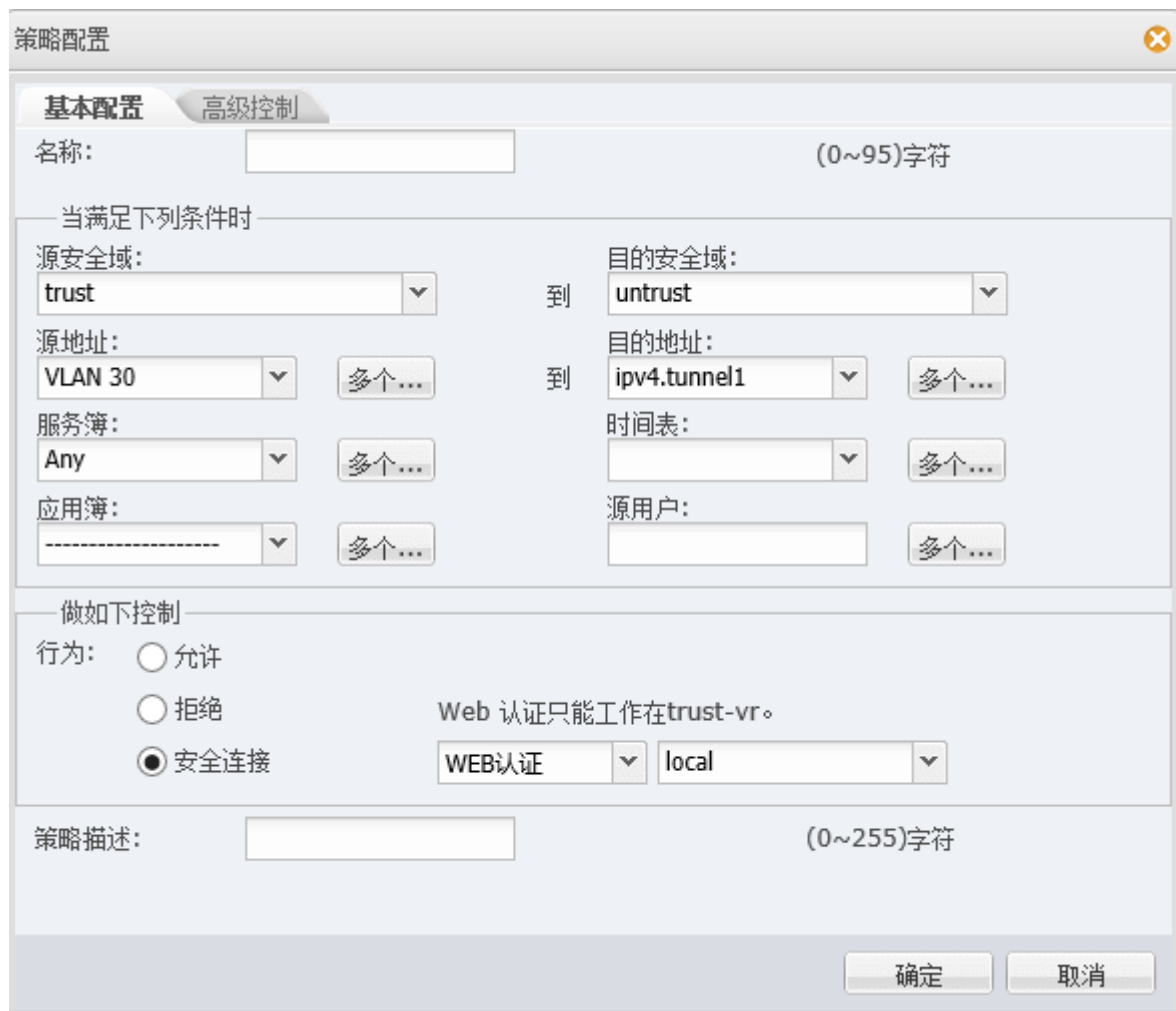 策略配置
基本配置 高级控制
名称: (0~95)字符
当满足下列条件时
源安全域: 目的安全域:
trust 到 untrust
源地址: 目的地址:
VLAN 30 多个... 到 ipv4.tunnel1 多个...
服务簿: 时间表:
Any 多个... 多个...
应用簿: 源用户:
-------------------- 多个... 多个...
做如下控制
行为: 允许
拒绝 Web 认证只能工作在trust-vr。
安全连接 WEB认证 local
策略描述: (0~255)字符
确定 取消